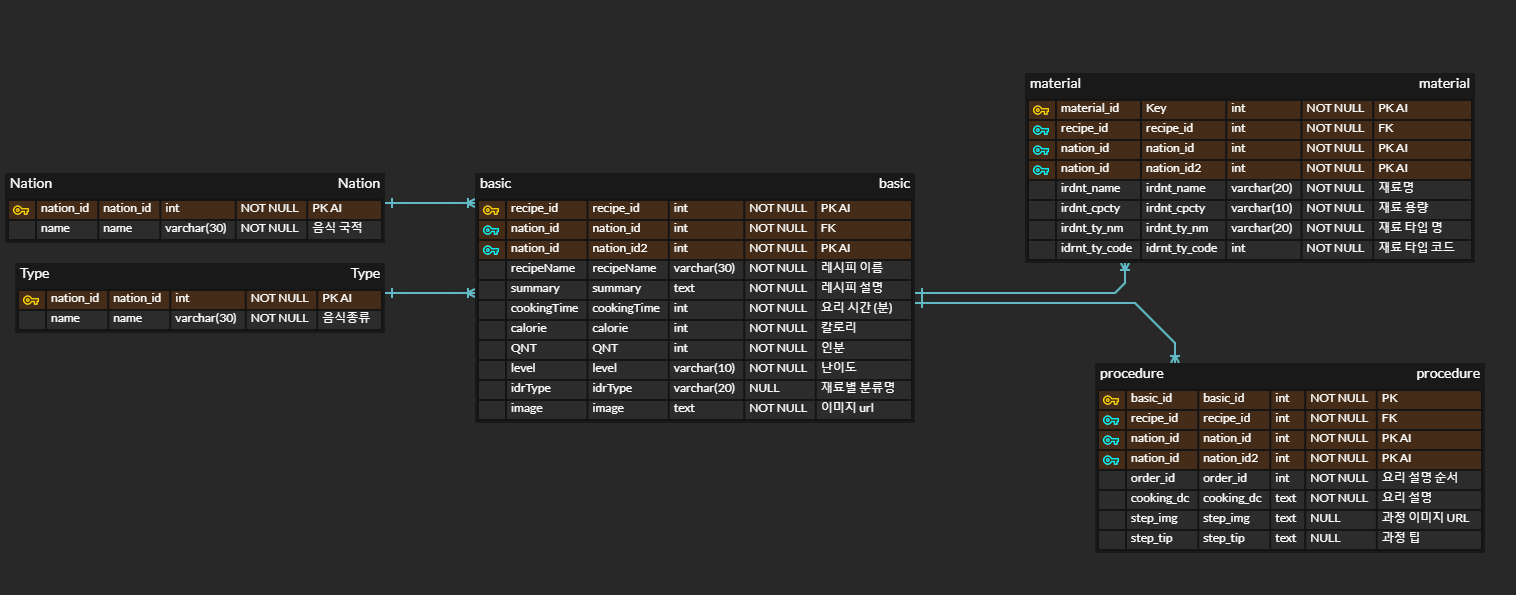 Nation Nation
nation_id nation_id int NOT NULL PK AI
name name varchar(30) NOT NULL 음식 국적
Type Type
nation_id nation_id int NOT NULL PK AI
name name varchar(30) NOT NULL 음식종류
basic basic
recipe_id recipe_id int NOT NULL PK AI
nation_id nation_id int NOT NULL FK
nation_id nation_id2 int NOT NULL PK AI
recipeName recipeName varchar(30) NOT NULL 레시피 이름
summary summary text NOT NULL 레시피 설명
cookingTime cookingTime int NOT NULL 요리 시간 (분)
calorie calorie int NOT NULL 칼로리
QNT QNT int NOT NULL 인분
level level varchar(10) NOT NULL 난이도
idrType idrType varchar(20) NULL 재료별 분류명
image image text NOT NULL 이미지 url
material material
material_id Key int NOT NULL PK AI
recipe_id recipe_id int NOT NULL FK
nation_id nation_id int NOT NULL PK AI
nation_id nation_id2 int NOT NULL PK AI
irdnt_name irdnt_name varchar(20) NOT NULL 재료명
irdnt_cpcty irdnt_cpcty varchar(10) NOT NULL 재료 용량
irdnt_ty_nm irdnt_ty_nm varchar(20) NOT NULL 재료 타입 명
idrnt_ty_code idrnt_ty_code int NOT NULL 재료 타입 코드
procedure procedure
basic_id basic_id int NOT NULL PK
recipe_id recipe_id int NOT NULL FK
nation_id nation_id int NOT NULL PK AI
nation_id nation_id2 int NOT NULL PK AI
order_id order_id int NOT NULL 요리 설명 순서
cooking_dc cooking_dc text NOT NULL 요리 설명
step_img step_img text NULL 과정 이미지 URL
step_tip step_tip text NULL 과정 팁